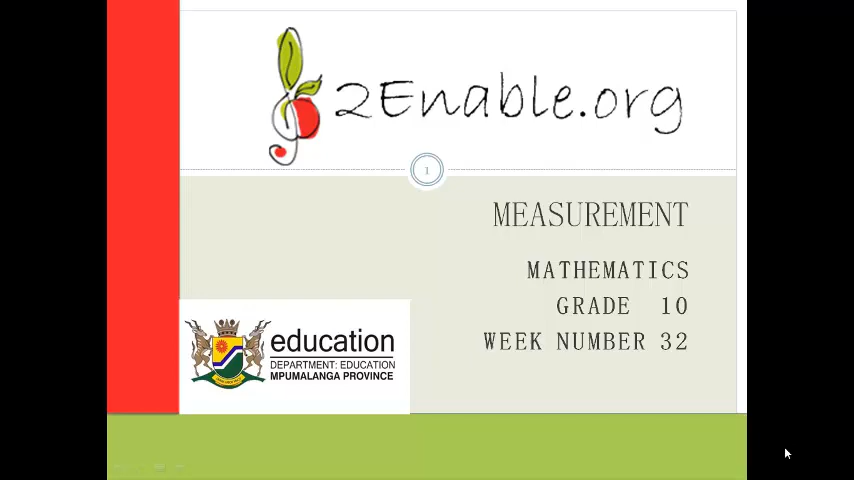 2Enable.org
1
MEASUREMENT
MATHEMATICS
GRADE 10
WEEK NUMBER 32
education
DEPARTMENT: EDUCATION
MPUMALANGA PROVINCE